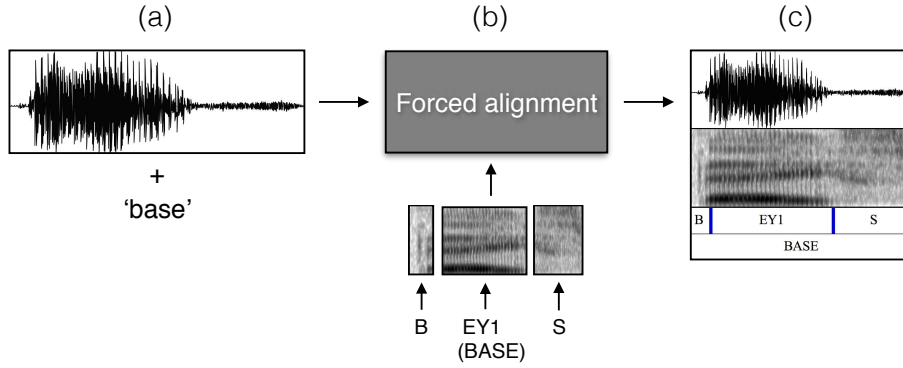 (a)
(b)
(c)
Forced alignment
+
‘base’
B
EY1
(BASE)
S
B
EY1
S
BASE